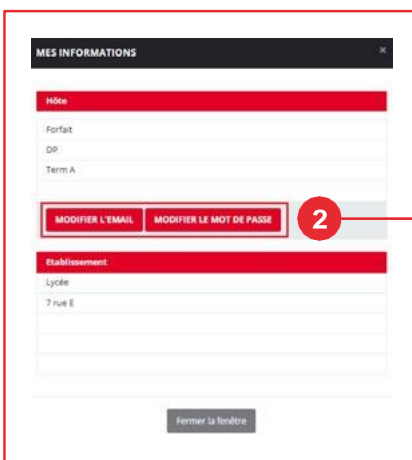 MES INFORMATIONS ×
Hôte
Forfait
DP
Term A
MODIFIER L'EMAIL MODIFIER LE MOT DE PASSE 2
Etablissement
Lycée
7 rue E
Fermer la fenêtre